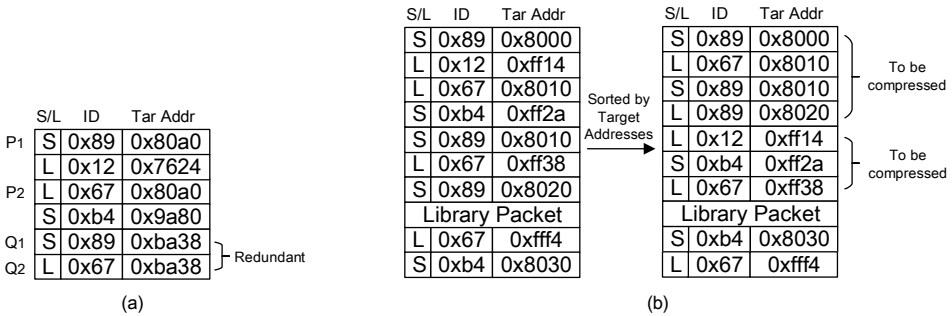 S/L ID Tar Addr
P1 S 0x89 0x80a0
L 0x12 0x7624
P2 L 0x67 0x80a0
S 0xb4 0x9a80
Q1 S 0x89 0xba38
Q2 L 0x67 0xba38
Redundant
(a)
S/L ID Tar Addr
S 0x89 0x8000
L 0x12 0xff14
L 0x67 0x8010
S 0xb4 0xff2a
S 0x89 0x8010
L 0x67 0xff38
S 0x89 0x8020
Library Packet
L 0x67 0xfff4
S 0xb4 0x8030
Sorted by
Target
Addresses
S/L ID Tar Addr
S 0x89 0x8000
L 0x67 0x8010
S 0x89 0x8010
L 0x89 0x8020
L 0x12 0xff14
S 0xb4 0xff2a
L 0x67 0xff38
Library Packet
S 0xb4 0x8030
L 0x67 0xfff4
To be
compressed
To be
compressed
(b)